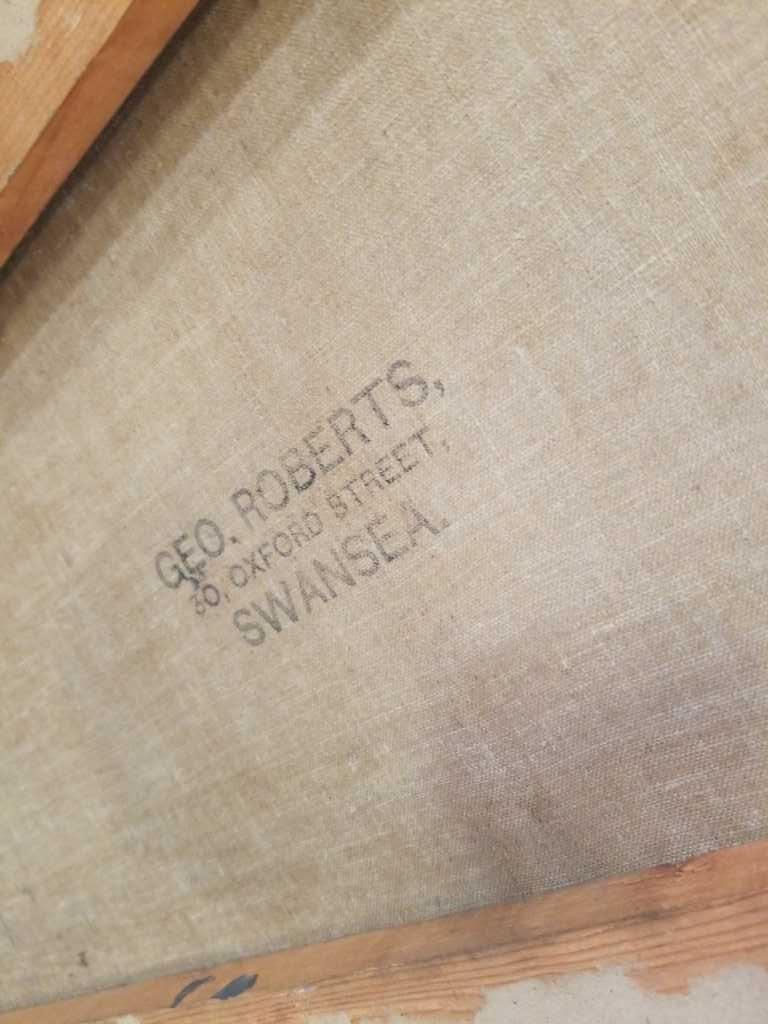 GEO. ROBERTS,
30, OXFORD STREET,
SWANSEA.